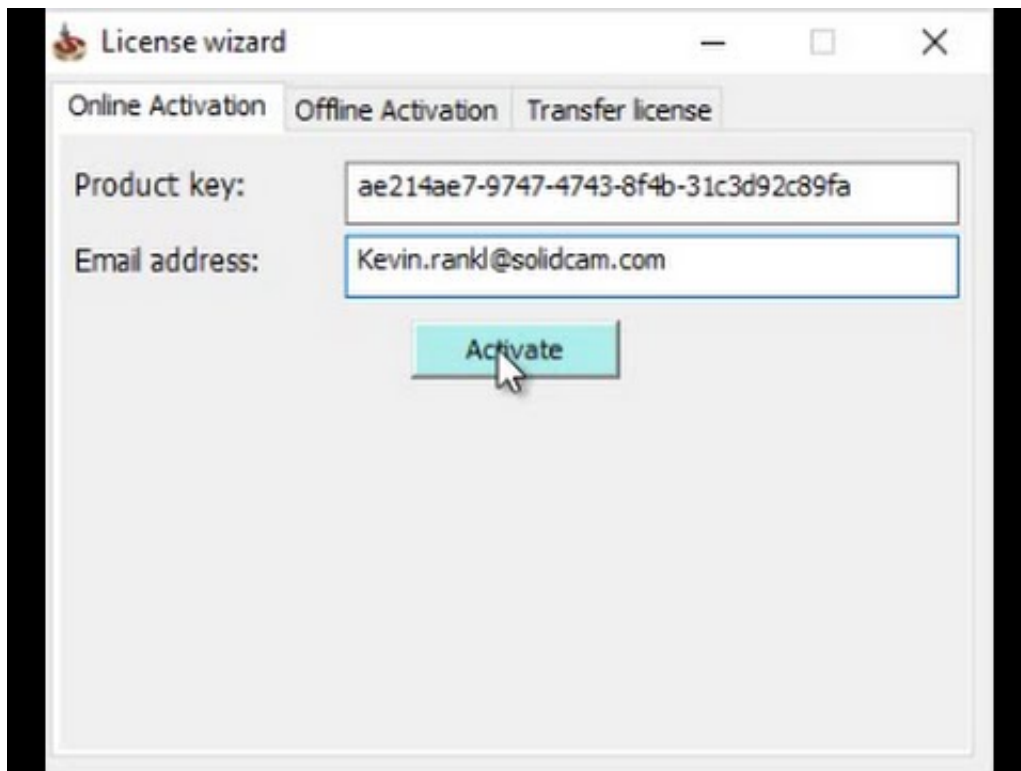 License wizard
Online Activation Offline Activation Transfer license
Product key: ae214ae7-9747-4743-8f4b-31c3d92c89fa
Email address: Kevin.rankl@solidcam.com
Activate